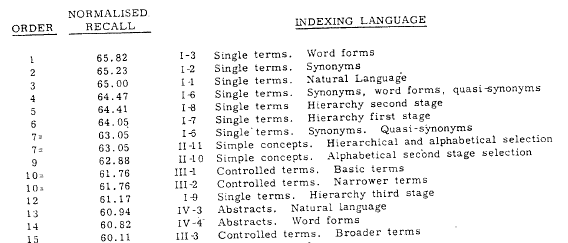 NORMALISED
ORDER RECALL INDEXING LANGUAGE
1 65.82 I-3 Single terms. Word forms
2 65.23 I-2 Single terms. Synonyms
3 65.00 I-1 Single terms. Natural Language
4 64.47 I-6 Single terms. Synonyms, word forms, quasi-synonyms
5 64.41 I-8 Single terms. Hierarchy second stage
6 64.05 I-7 Single terms. Hierarchy first stage
7= 63.05 I-5 Single terms. Synonyms. Quasi-synonyms
7= 63.05 II-11 Simple concepts. Hierarchical and alphabetical selection
9 62.88 II-10 Simple concepts. Alphabetical second stage selection
10= 61.76 III-1 Controlled terms. Basic terms
10= 61.76 III-2 Controlled terms. Narrower terms
12 61.17 I-9 Single terms. Hierarchy third stage
13 60.94 IV-3 Abstracts. Natural language
14 60.82 IV-4 Abstracts. Word forms
15 60.11 III-3 Controlled terms. Broader terms